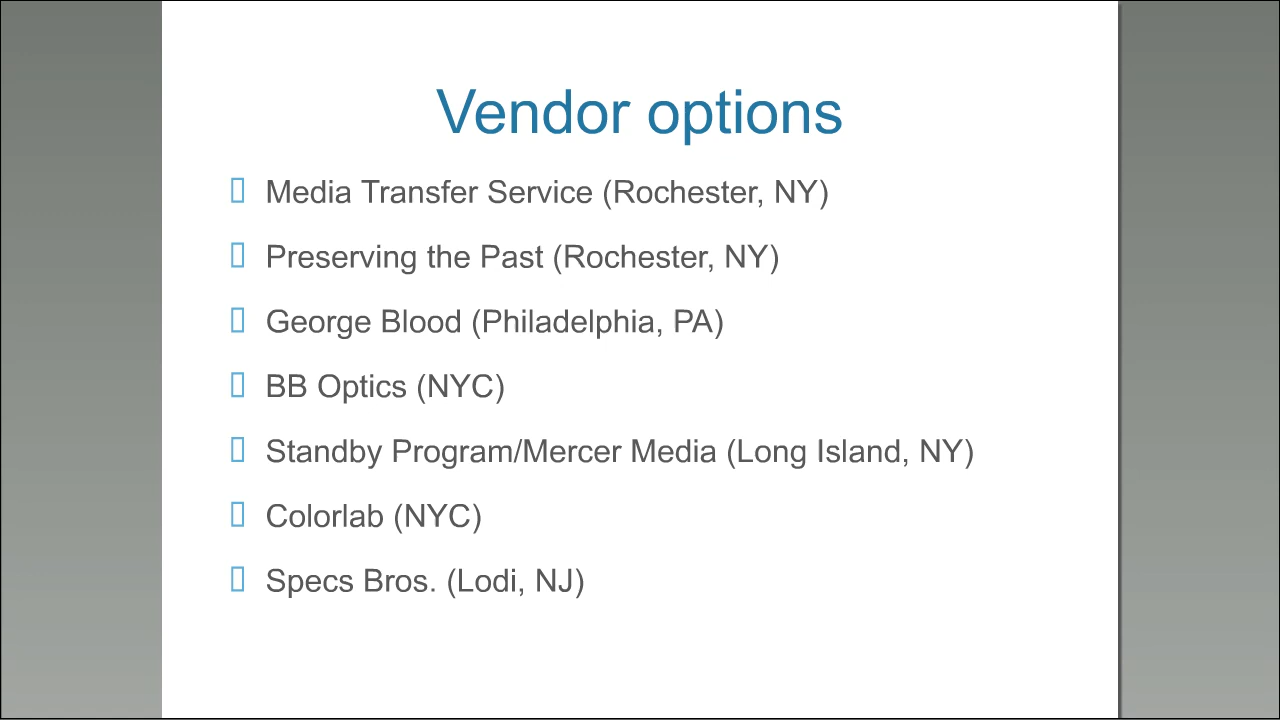 Vendor options
Media Transfer Service (Rochester, NY)
Preserving the Past (Rochester, NY)
George Blood (Philadelphia, PA)
BB Optics (NYC)
Standby Program/Mercer Media (Long Island, NY)
Colorlab (NYC)
Specs Bros. (Lodi, NJ)